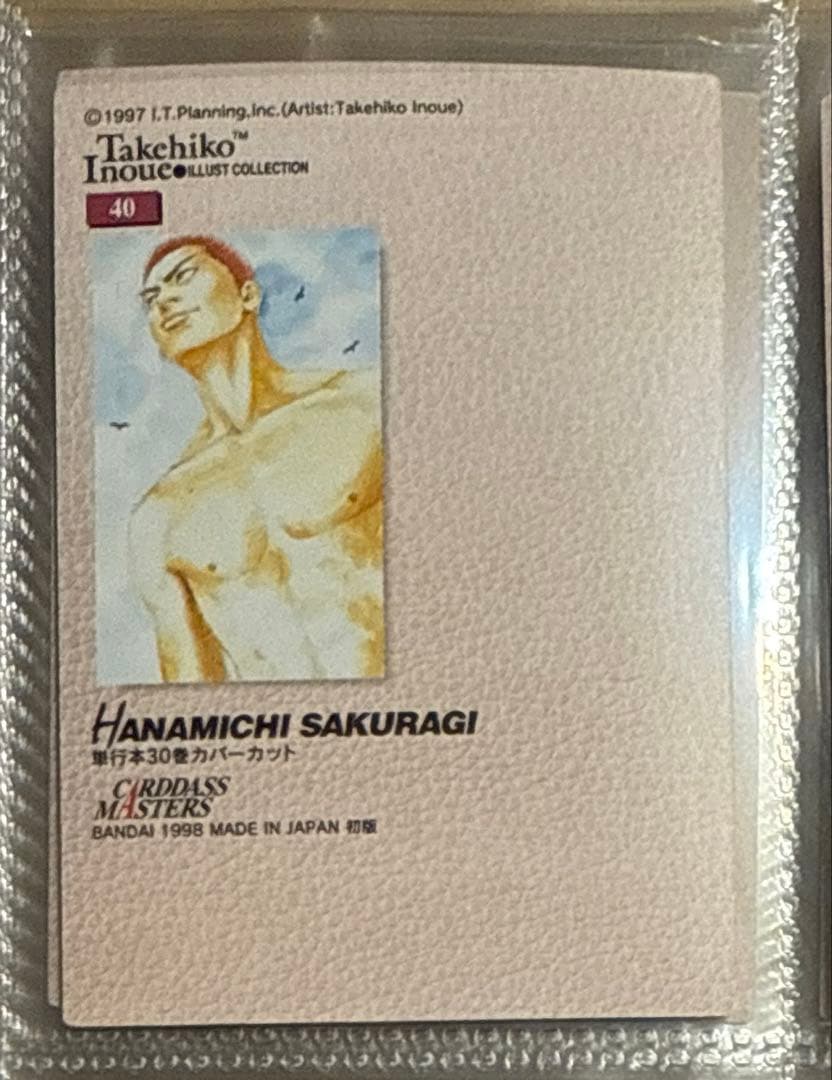 ©1997 I.T.Planning,Inc.(Artist:Takehiko Inoue)
Takehiko™
Inoue●ILLUST COLLECTION
40
HANAMICHI SAKURAGI
単行本30巻カバーカット
CARDDASS
MASTERS
BANDAI 1998 MADE IN JAPAN 初版